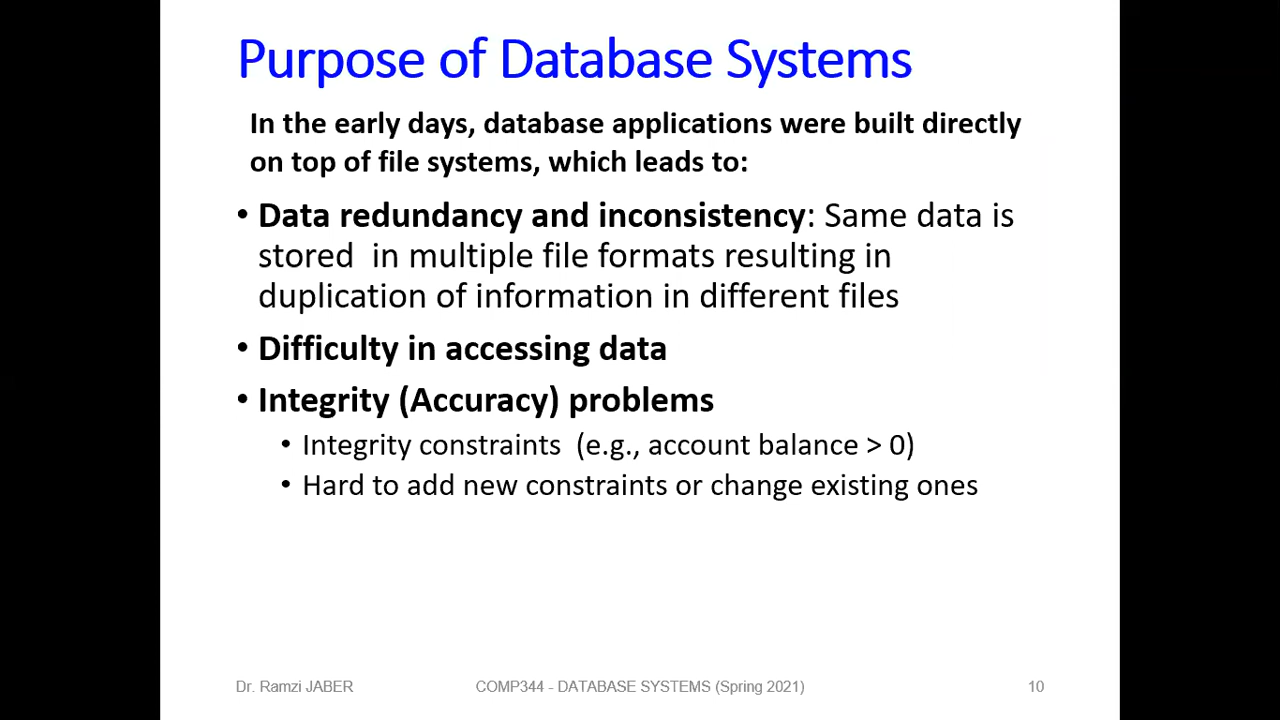 Purpose of Database Systems
In the early days, database applications were built directly
on top of file systems, which leads to:
• Data redundancy and inconsistency: Same data is
stored  in multiple file formats resulting in
duplication of information in different files
• Difficulty in accessing data
• Integrity (Accuracy) problems
• Integrity constraints  (e.g., account balance > 0)
• Hard to add new constraints or change existing ones
Dr. Ramzi JABER COMP344 - DATABASE SYSTEMS (Spring 2021) 10